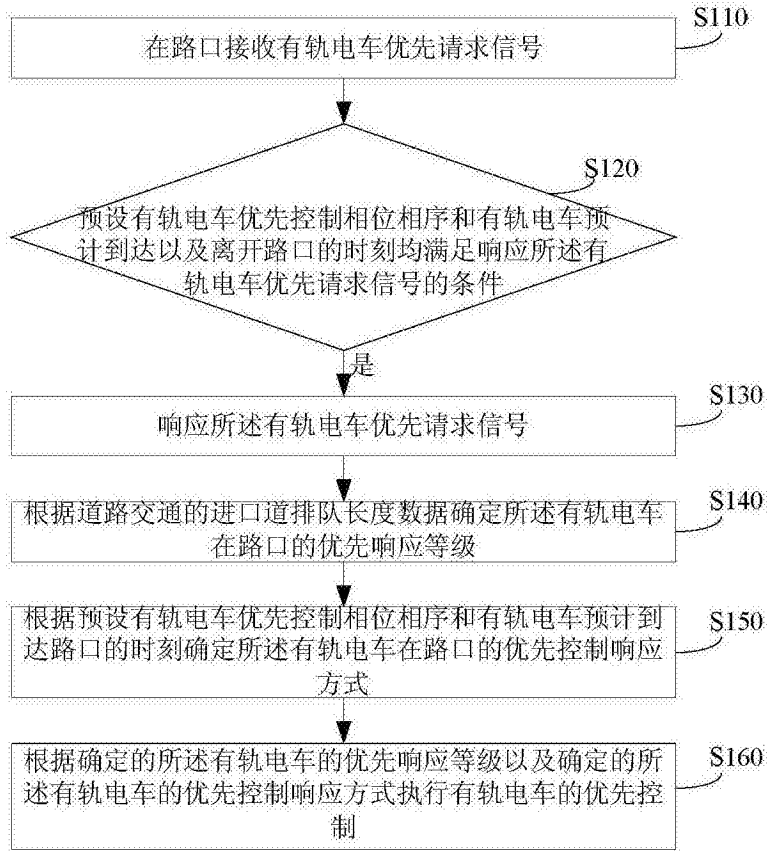 S110
在路口接收有轨电车优先请求信号
S120
预设有轨电车优先控制相位相序和有轨电车预
计到达以及离开路口的时刻均满足响应所述有
轨电车优先请求信号的条件
是
S130
响应所述有轨电车优先请求信号
S140
根据道路交通的进口道排队长度数据确定所述有轨电车
在路口的优先响应等级
S150
根据预设有轨电车优先控制相位相序和有轨电车预计到
达路口的时刻确定所述有轨电车在路口的优先控制响应
方式
S160
根据确定的所述有轨电车的优先响应等级以及确定的所
述有轨电车的优先控制响应方式执行有轨电车的优先控
制